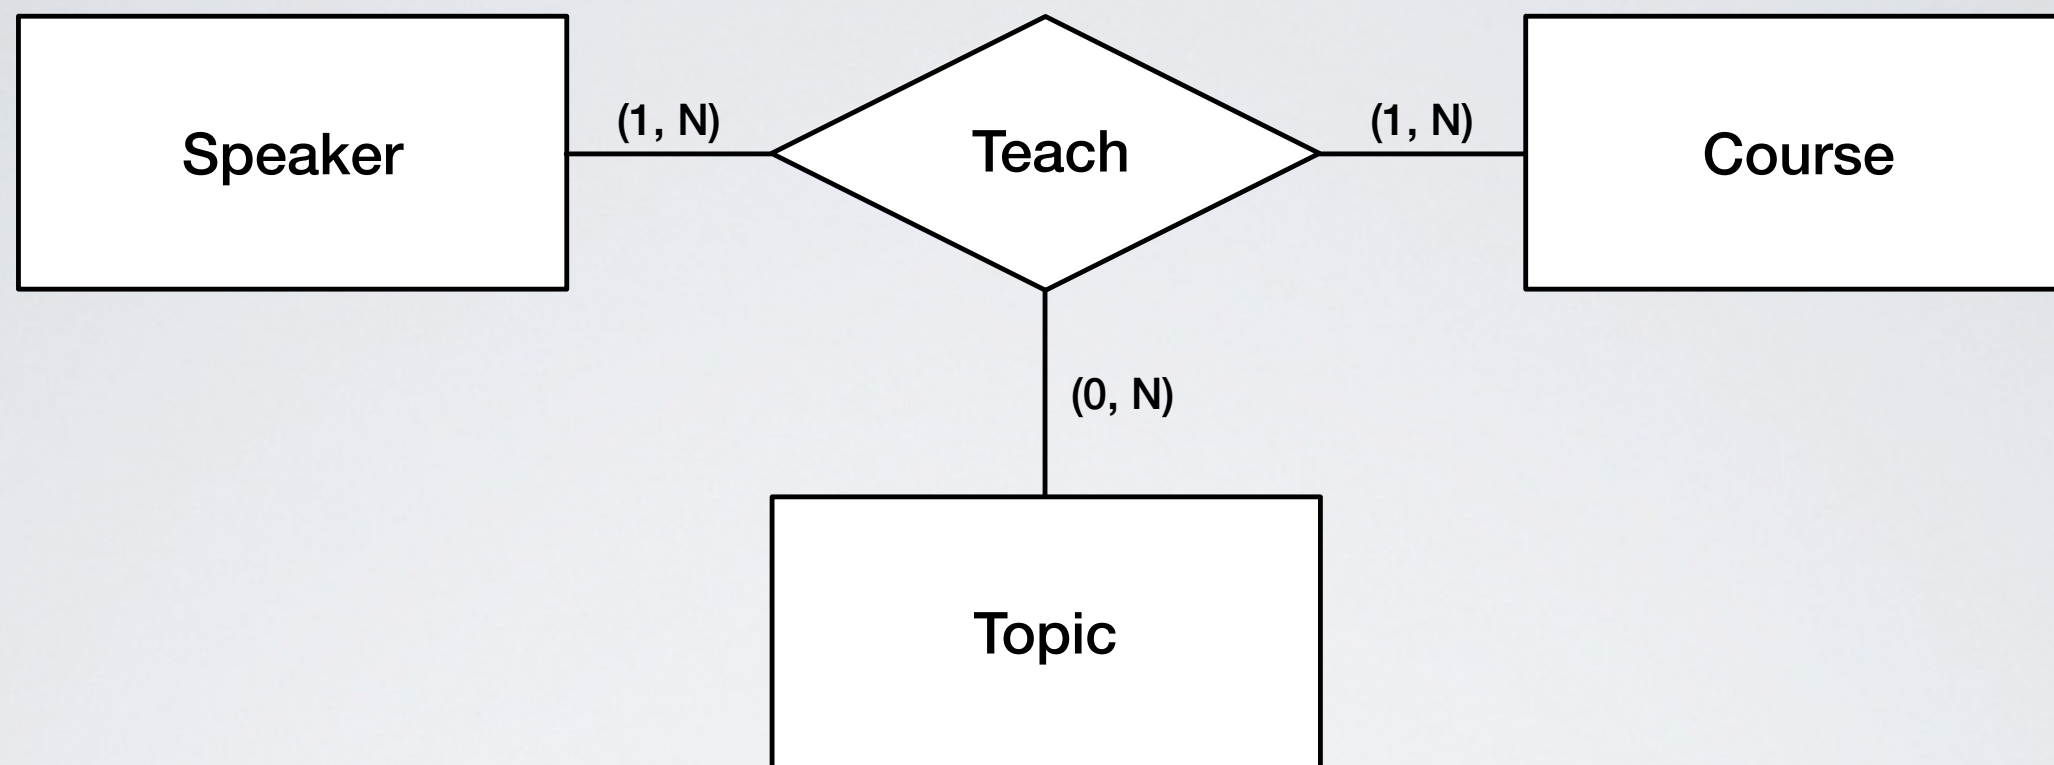 (1, N)
(1, N)
Speaker
Teach
Course
(0, N)
Topic